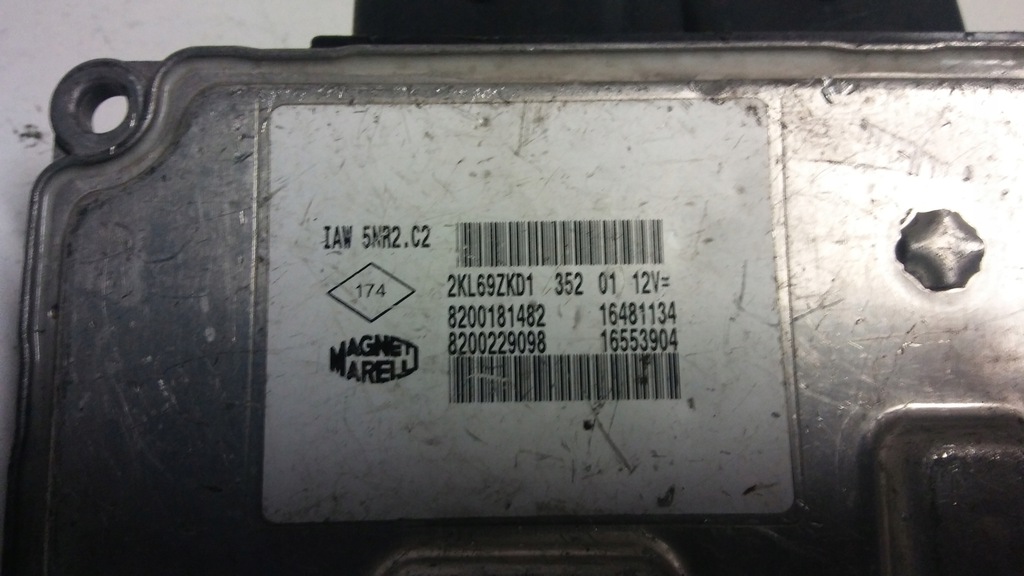 IAW 5NR2.C2
174
MAGNETI
MARELLI
2KL69ZKD1 352 01 12V=
8200181482 16481134
8200229098 16553904